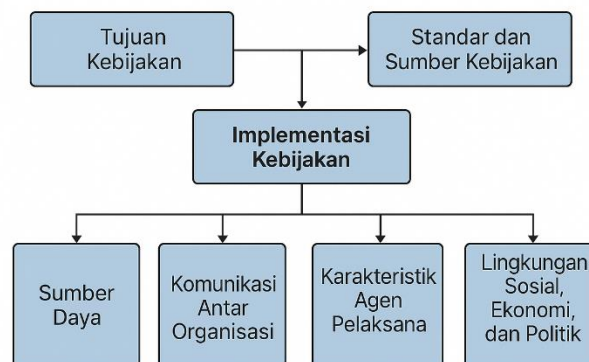 Tujuan
Kebijakan
Standar dan
Sumber Kebijakan
Implementasi
Kebijakan
Sumber
Daya
Komunikasi
Antar
Organisasi
Karakteristik
Agen
Pelaksana
Lingkungan
Sosial,
Ekonomi,
dan Politik